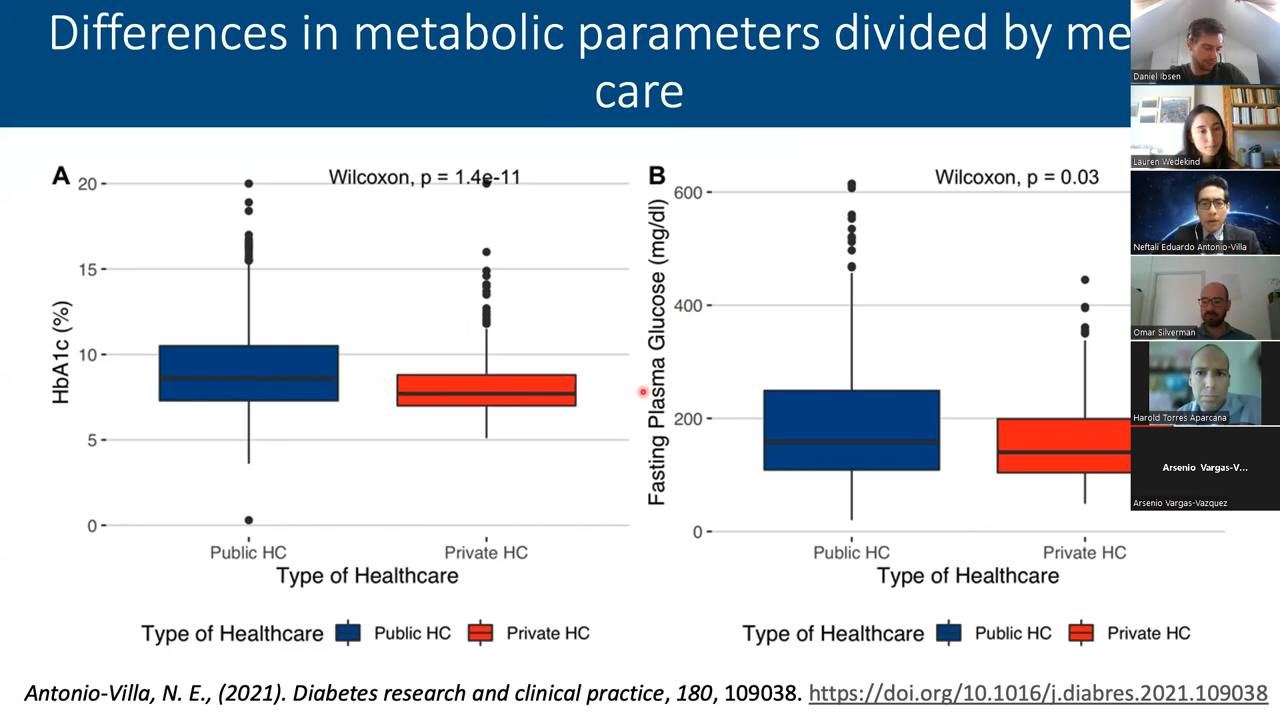 Differences in metabolic parameters divided by me
care
Daniel Ibsen
Lauren Wedekind
Neftali Eduardo Antonio-Villa
Omar Silverman
Harold Torres Aparcana
Arsenio Vargas-V...
Arsenio Vargas-Vazquez
A
Wilcoxon, p = 1.4e-11
HbA1c (%)
20
15
10
5
0
Public HC
Private HC
Type of Healthcare
Type of Healthcare Public HC Private HC
B
Wilcoxon, p = 0.03
Fasting Plasma Glucose (mg/dl)
600
400
200
0
Public HC
Private HC
Type of Healthcare
Type of Healthcare Public HC Private HC
Antonio-Villa, N. E., (2021). Diabetes research and clinical practice, 180, 109038. https://doi.org/10.1016/j.diabres.2021.109038